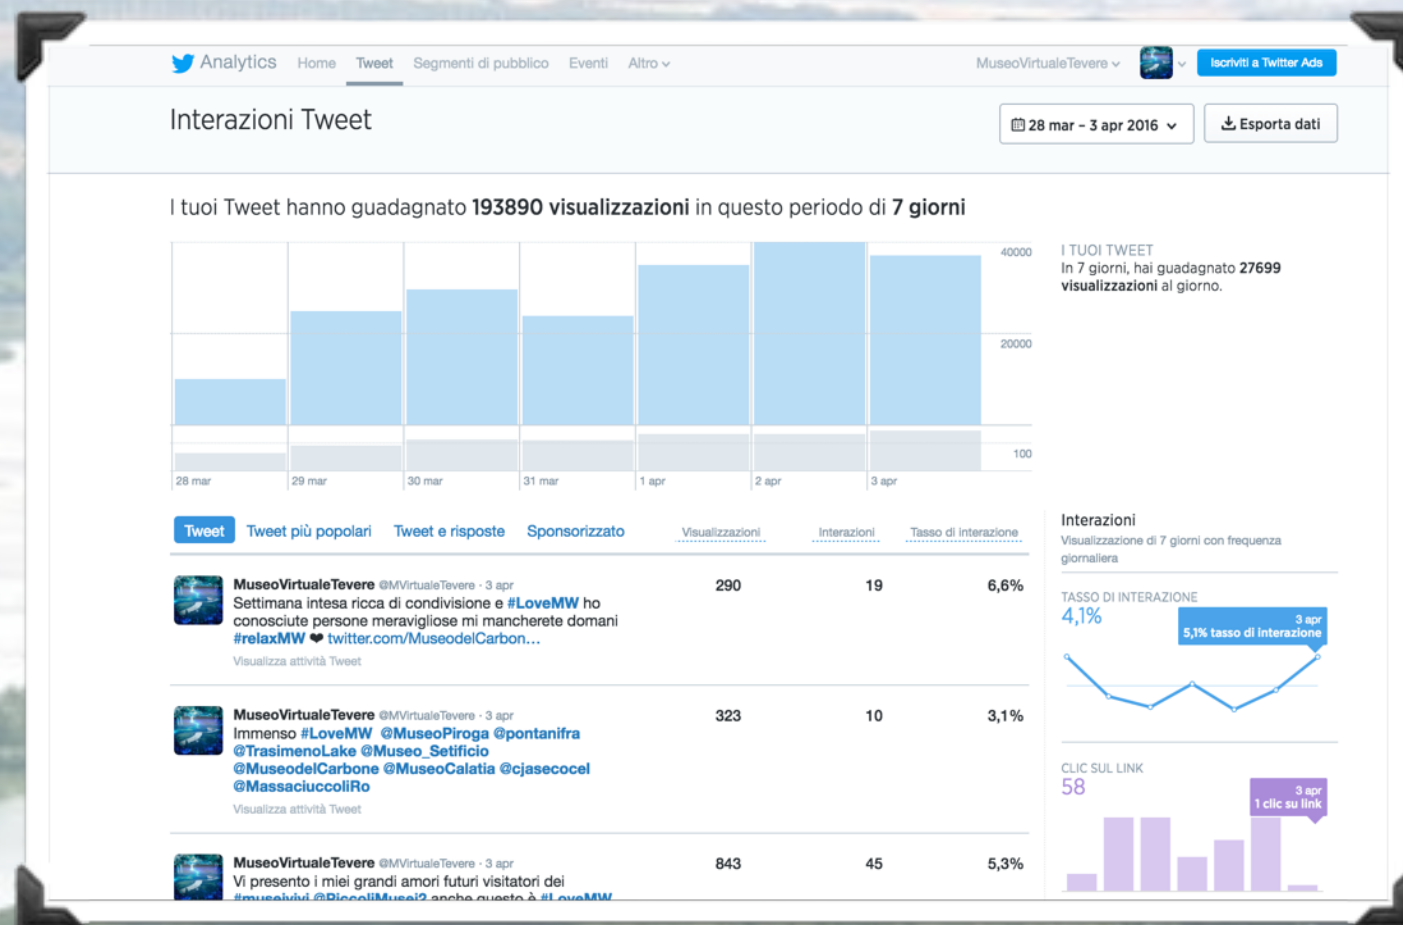 Analytics Home Tweet Segmenti di pubblico Eventi Altro MuseoVirtualeTevere Iscriviti a Twitter Ads
Interazioni Tweet
28 mar – 3 apr 2016 Esporta dati
I tuoi Tweet hanno guadagnato 193890 visualizzazioni in questo periodo di 7 giorni
40000
20000
100
28 mar 29 mar 30 mar 31 mar 1 apr 2 apr 3 apr
I TUOI TWEET
In 7 giorni, hai guadagnato 27699
visualizzazioni al giorno.
Tweet Tweet più popolari Tweet e risposte Sponsorizzato Visualizzazioni Interazioni Tasso di interazione
MuseoVirtualeTevere @MVirtualeTevere · 3 apr 290 19 6,6%
Settimana intesa ricca di condivisione e #LoveMW ho
conosciute persone meravigliose mi mancherete domani
#relaxMW ❤ twitter.com/MuseodelCarbon…
Visualizza attività Tweet
MuseoVirtualeTevere @MVirtualeTevere · 3 apr 323 10 3,1%
Immenso #LoveMW @MuseoPiroga @pontanifra
@TrasimenoLake @Museo_Setificio
@MuseodelCarbone @MuseoCalatia @cjasecocel
@MassaciuccoliRo
Visualizza attività Tweet
MuseoVirtualeTevere @MVirtualeTevere · 3 apr 843 45 5,3%
Vi presento i miei grandi amori futuri visitatori dei
#museivivi @PiccoliMusei2 anche questo è #LoveMW
Interazioni
Visualizzazione di 7 giorni con frequenza
giornaliera
TASSO DI INTERAZIONE
4,1%
3 apr
5,1% tasso di interazione
CLIC SUL LINK
58
3 apr
1 clic su link